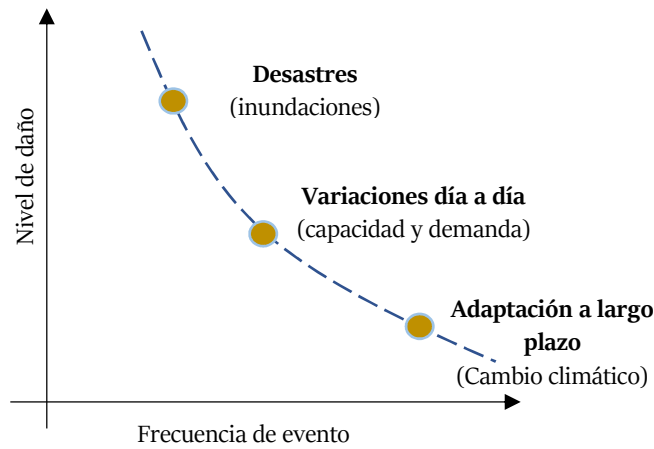 Desastres
(inundaciones)
Nivel de daño
Variaciones día a día
(capacidad y demanda)
Adaptación a largo
plazo
(Cambio climático)
Frecuencia de evento